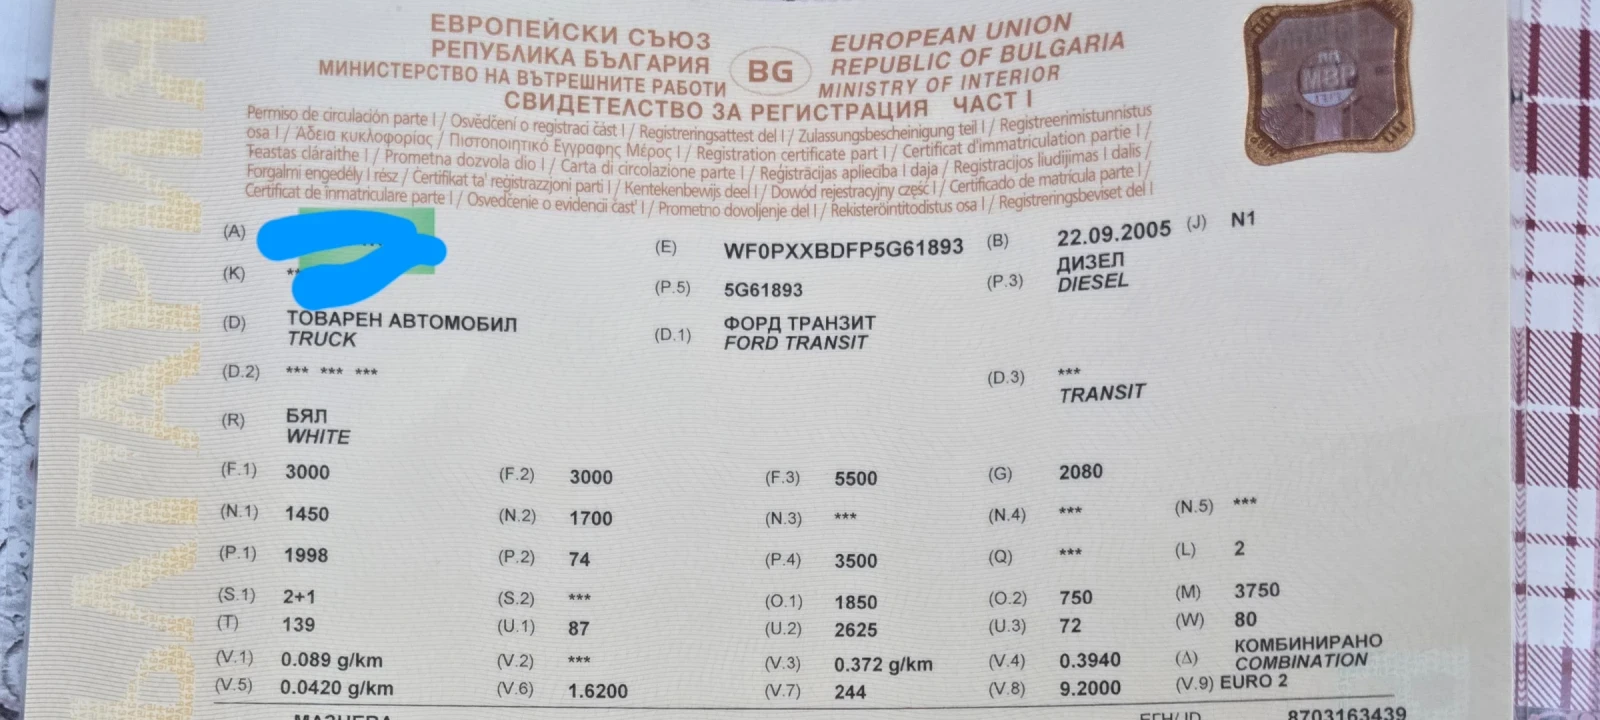 ЕВРОПЕЙСКИ СЪЮЗ
РЕПУБЛИКА БЪЛГАРИЯ
МИНИСТЕРСТВО НА ВЪТРЕШНИТЕ РАБОТИ
BG
EUROPEAN UNION
REPUBLIC OF BULGARIA
MINISTRY OF INTERIOR
СВИДЕТЕЛСТВО ЗА РЕГИСТРАЦИЯ ЧАСТ I
Permiso de circulación parte I / Osvědčení o registraci část I / Registreringsattest del I / Zulassungsbescheinigung teil I / Registreerimistunnistus
osa I / Άδεια κυκλοφορίας / Πιστοποιητικό Εγγραφης Μέρος I / Registration certificate part I / Certificat d'immatriculation partie I /
Teastas cláraithe I / Prometna dozvola dio I / Carta di circolazione parte I / Reģistrācijas apliecība I daja / Registracijos liudijimas I dalis /
Forgalmi engedély I rész / Certifikat ta' reġistrazzjoni parti I / Kentekenbewijs deel I / Dowód rejestracyjny część I / Certificado de matrícula parte I /
Certificat de inmatriculare parte I / Osvedčenie o evidencii časť I / Prometno dovoljenje del I / Rekisteröintitodistus osa I / Registreringsbeviset del I
(A) (E) WF0PXXBDFP5G61893 (B) 22.09.2005 (J) N1
(K) ** (P.5) 5G61893 (P.3) ДИЗЕЛ
DIESEL
(D) ТОВАРЕН АВТОМОБИЛ (D.1) ФОРД ТРАНЗИТ
TRUCK FORD TRANSIT
(D.2) *** *** *** (D.3) ***
TRANSIT
(R) БЯЛ
WHITE
(F.1) 3000 (F.2) 3000 (F.3) 5500 (G) 2080
(N.1) 1450 (N.2) 1700 (N.3) *** (N.4) *** (N.5) ***
(P.1) 1998 (P.2) 74 (P.4) 3500 (Q) *** (L) 2
(S.1) 2+1 (S.2) *** (O.1) 1850 (O.2) 750 (M) 3750
(T) 139 (U.1) 87 (U.2) 2625 (U.3) 72 (W) 80
(V.1) 0.089 g/km (V.2) *** (V.3) 0.372 g/km (V.4) 0.3940 (Δ) КОМБИНИРАНО
COMBINATION
(V.5) 0.0420 g/km (V.6) 1.6200 (V.7) 244 (V.8) 9.2000 (V.9) EURO 2
8703163439